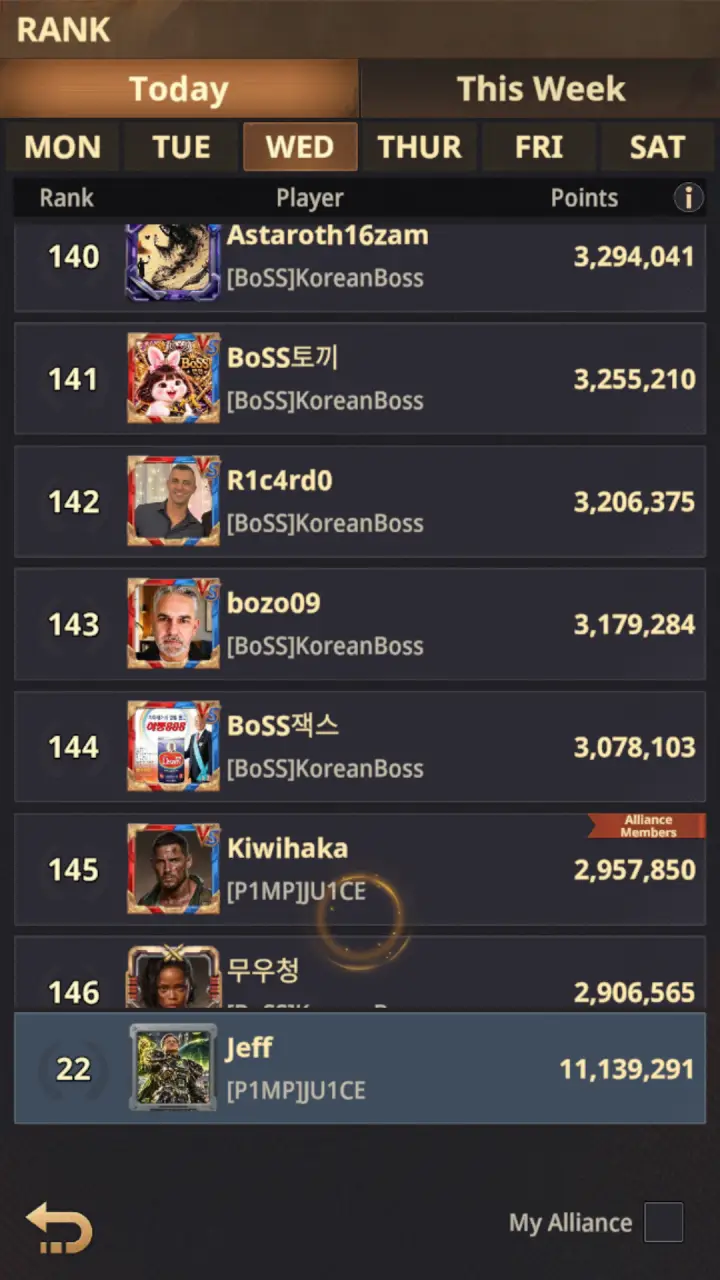 RANK
Today
This Week
MON
TUE
WED
THUR
FRI
SAT
Rank
Player
Points
140
Astaroth16zam
[BoSS]KoreanBoss
3,294,041
141
BoSS토끼
[BoSS]KoreanBoss
3,255,210
142
R1c4rd0
[BoSS]KoreanBoss
3,206,375
143
bozo09
[BoSS]KoreanBoss
3,179,284
144
BoSS잭스
[BoSS]KoreanBoss
3,078,103
Alliance
Members
145
Kiwihaka
[P1MP]JU1CE
2,957,850
146
무우청
2,906,565
22
Jeff
[P1MP]JU1CE
11,139,291
My Alliance